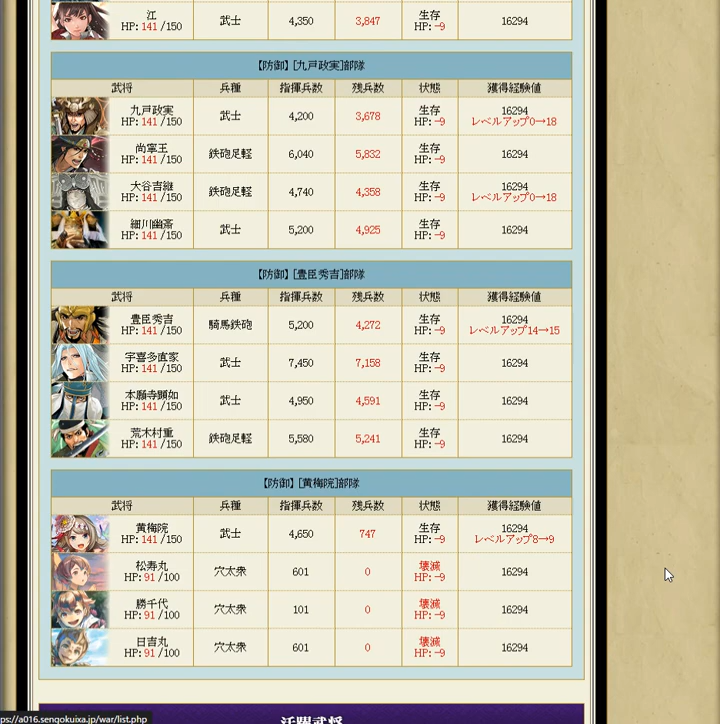 江
HP: 141 /150
武士
4,350
3,847
生存
HP: -9
16294
【防御】[九戸政実]部隊
武将 兵種 指揮兵数 残兵数 状態 獲得経験値
九戸政実
HP: 141 /150
武士
4,200
3,678
生存
HP: -9
16294
レベルアップ0→18
尚寧王
HP: 141 /150
鉄砲足軽
6,040
5,832
生存
HP: -9
16294
大谷吉継
HP: 141 /150
鉄砲足軽
4,740
4,358
生存
HP: -9
16294
レベルアップ0→18
細川幽斎
HP: 141 /150
武士
5,200
4,925
生存
HP: -9
16294
【防御】[豊臣秀吉]部隊
武将 兵種 指揮兵数 残兵数 状態 獲得経験値
豊臣秀吉
HP: 141 /150
騎馬鉄砲
5,200
4,272
生存
HP: -9
16294
レベルアップ14→15
宇喜多直家
HP: 141 /150
武士
7,450
7,158
生存
HP: -9
16294
本願寺顕如
HP: 141 /150
武士
4,950
4,591
生存
HP: -9
16294
荒木村重
HP: 141 /150
鉄砲足軽
5,580
5,241
生存
HP: -9
16294
【防御】[黄梅院]部隊
武将 兵種 指揮兵数 残兵数 状態 獲得経験値
黄梅院
HP: 141 /150
武士
4,650
747
生存
HP: -9
16294
レベルアップ8→9
松寿丸
HP: 91 /100
穴太衆
601
0
壊滅
HP: -9
16294
勝千代
HP: 91 /100
穴太衆
101
0
壊滅
HP: -9
16294
日吉丸
HP: 91 /100
穴太衆
601
0
壊滅
HP: -9
16294
活躍武将
ps://a016.sengokuixa.jp/war/list.php